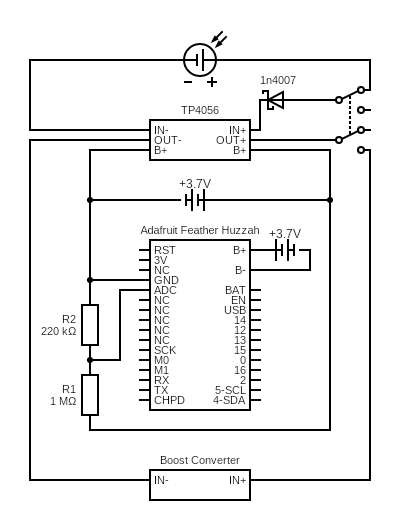 1n4007
TP4056
IN- IN+
OUT- OUT+
B+ B+
+3.7V
Adafruit Feather Huzzah
+3.7V
RST B+
3V
NC B-
GND
ADC BAT
NC EN
NC USB
NC 14
NC 12
NC 13
SCK 15
M0 0
M1 16
RX 2
TX 5-SCL
CHPD 4-SDA
R2
220 kΩ
R1
1 MΩ
Boost Converter
IN- IN+